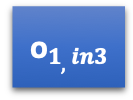 o1, in3